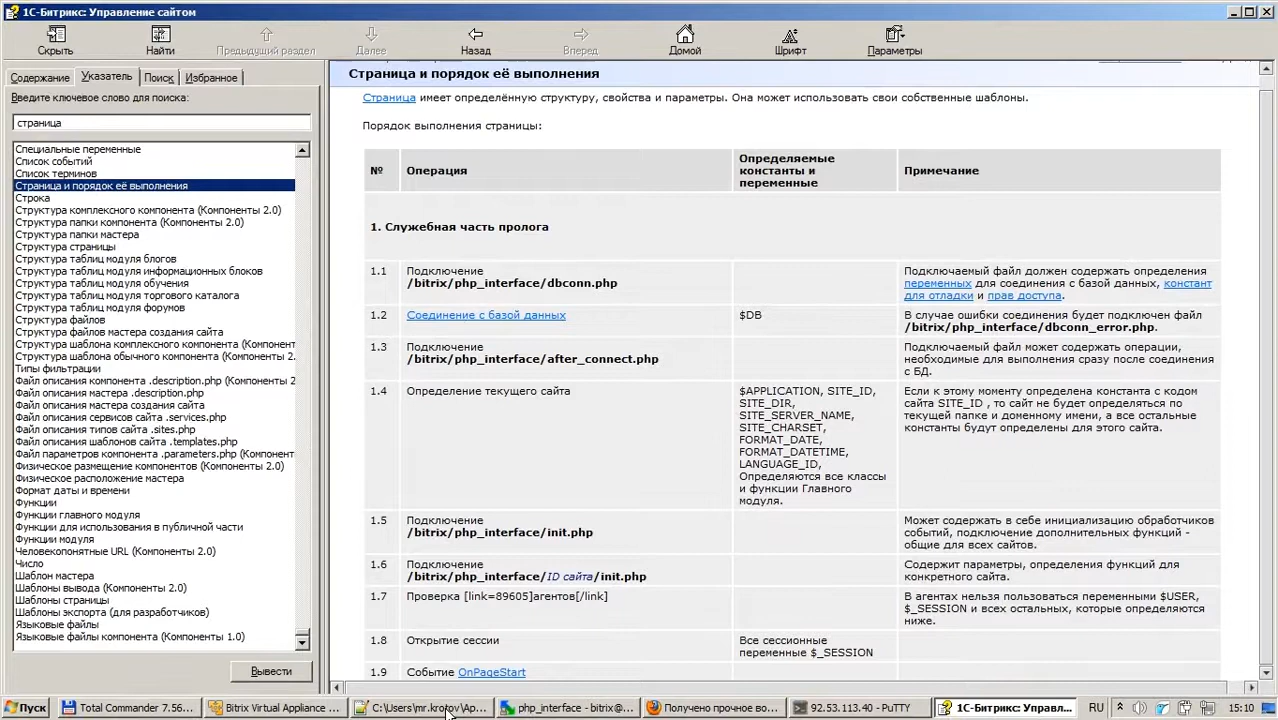 1С-Битрикс: Управление сайтом
Скрыть
Найти
Предыдущий раздел
Далее
Назад
Вперед
Домой
Шрифт
Параметры
Содержание
Указатель
Поиск
Избранное
Введите ключевое слово для поиска:
страница
Специальные переменные
Список событий
Список терминов
Страница и порядок её выполнения
Строка
Структура комплексного компонента (Компоненты 2.0)
Структура папки компонента (Компоненты 2.0)
Структура папки мастера
Структура страницы
Структура таблиц модуля блогов
Структура таблиц модуля информационных блоков
Структура таблиц модуля обучения
Структура таблиц модуля торгового каталога
Структура таблиц модуля форумов
Структура файлов
Структура файлов мастера создания сайта
Структура шаблона комплексного компонента (Компоненты 2.
Структура шаблона обычного компонента (Компоненты 2.0.
Типы фильтрации
Файл описания компонента .description.php (Компоненты 2
Файл описания мастера .description.php
Файл описания мастера создания сайта
Файл описания сервисов сайта .services.php
Файл описания типов сайта .sites.php
Файл описания шаблонов сайта .templates.php
Файл параметров компонента .parameters.php (Компонент
Физическое размещение компонентов (Компоненты 2.0)
Физическое расположение мастера
Формат даты и времени
Функции
Функции главного модуля
Функции для использования в публичной части
Функции модуля
Человекопонятные URL (Компоненты 2.0)
Число
Шаблон мастера
Шаблоны вывода (Компоненты 2.0)
Шаблоны страницы
Шаблоны экспорта (для разработчиков)
Языковые файлы
Языковые файлы компонента (Компоненты 1.0)
Вывести
Страница и порядок её выполнения
Страница имеет определённую структуру, свойства и параметры. Она может использовать свои собственные шаблоны.
Порядок выполнения страницы:
№
Операция
Определяемые
константы и
переменные
Примечание
1. Служебная часть пролога
1.1
Подключение
/bitrix/php_interface/dbconn.php
Подключаемый файл должен содержать определения
переменных для соединения с базой данных, констант
для отладки и прав доступа.
1.2
Соединение с базой данных
$DB
В случае ошибки соединения будет подключен файл
/bitrix/php_interface/dbconn_error.php.
1.3
Подключение
/bitrix/php_interface/after_connect.php
Подключаемый файл может содержать операции,
необходимые для выполнения сразу после соединения
с БД.
1.4
Определение текущего сайта
$APPLICATION, SITE_ID,
SITE_DIR,
SITE_SERVER_NAME,
SITE_CHARSET,
FORMAT_DATE,
FORMAT_DATETIME,
LANGUAGE_ID,
Определяются все классы
и функции Главного
модуля.
Если к этому моменту определена константа с кодом
сайта SITE_ID , то сайт не будет определяться по
текущей папке и доменному имени, а все остальные
константы будут определены для этого сайта.
1.5
Подключение
/bitrix/php_interface/init.php
Может содержать в себе инициализацию обработчиков
событий, подключение дополнительных функций -
общие для всех сайтов.
1.6
Подключение
/bitrix/php_interface/ID сайта/init.php
Содержит параметры, определения функций для
конкретного сайта.
1.7
Проверка [link=89605]агентов[/link]
В агентах нельзя пользоваться переменными $USER,
$_SESSION и всех остальных, которые определяются
ниже.
1.8
Открытие сессии
Все сессионные
переменные $_SESSION
1.9
Событие OnPageStart
Пуск
Total Commander 7.56...
Bitrix Virtual Appliance ...
C:\Users\mr.krotov\Ap...
php_interface - bitrix@...
Получено прочное во...
92.53.113.40 - PuTTY
1С-Битрикс: Управл...
RU
15:10